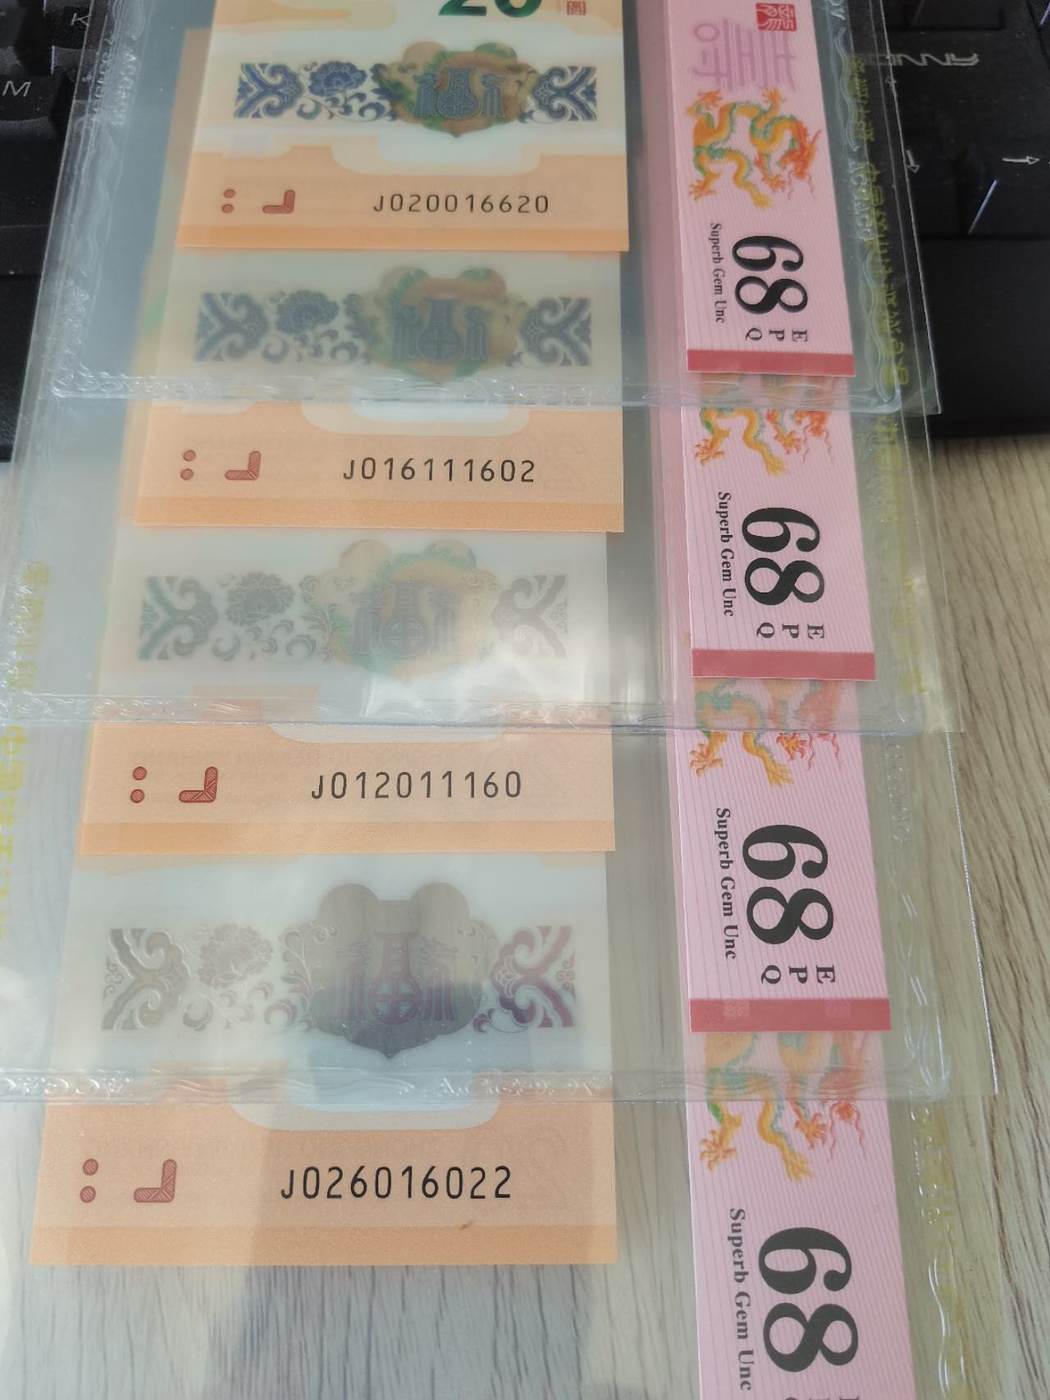 20
J020016620
68
EPQ
Superb Gem Unc
J016111602
68
EPQ
Superb Gem Unc
J012011160
68
EPQ
Superb Gem Unc
J026016022
68
Superb Gem Unc
M
K